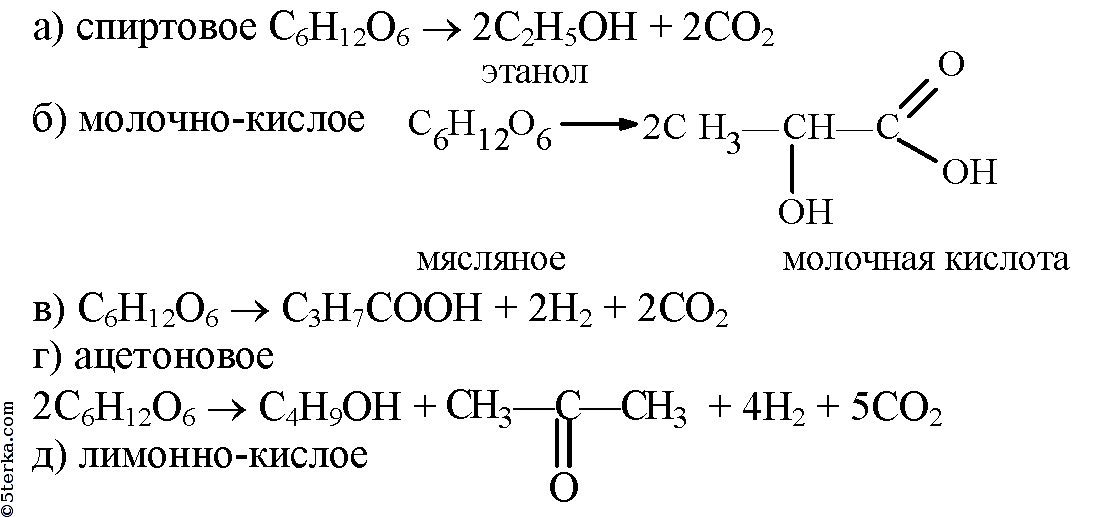 а) спиртовое C₆H₁₂O₆ → 2C₂H₅OH + 2CO₂
этанол
б) молочно-кислое C₆H₁₂O₆ → 2C H₃—CH—C
O
OH
OH
мясляное молочная кислота
в) C₆H₁₂O₆ → C₃H₇COOH + 2H₂ + 2CO₂
г) ацетоновое
2C₆H₁₂O₆ → C₄H₉OH + CH₃—C—CH₃ + 4H₂ + 5CO₂
O
д) лимонно-кислое
©5terka.com